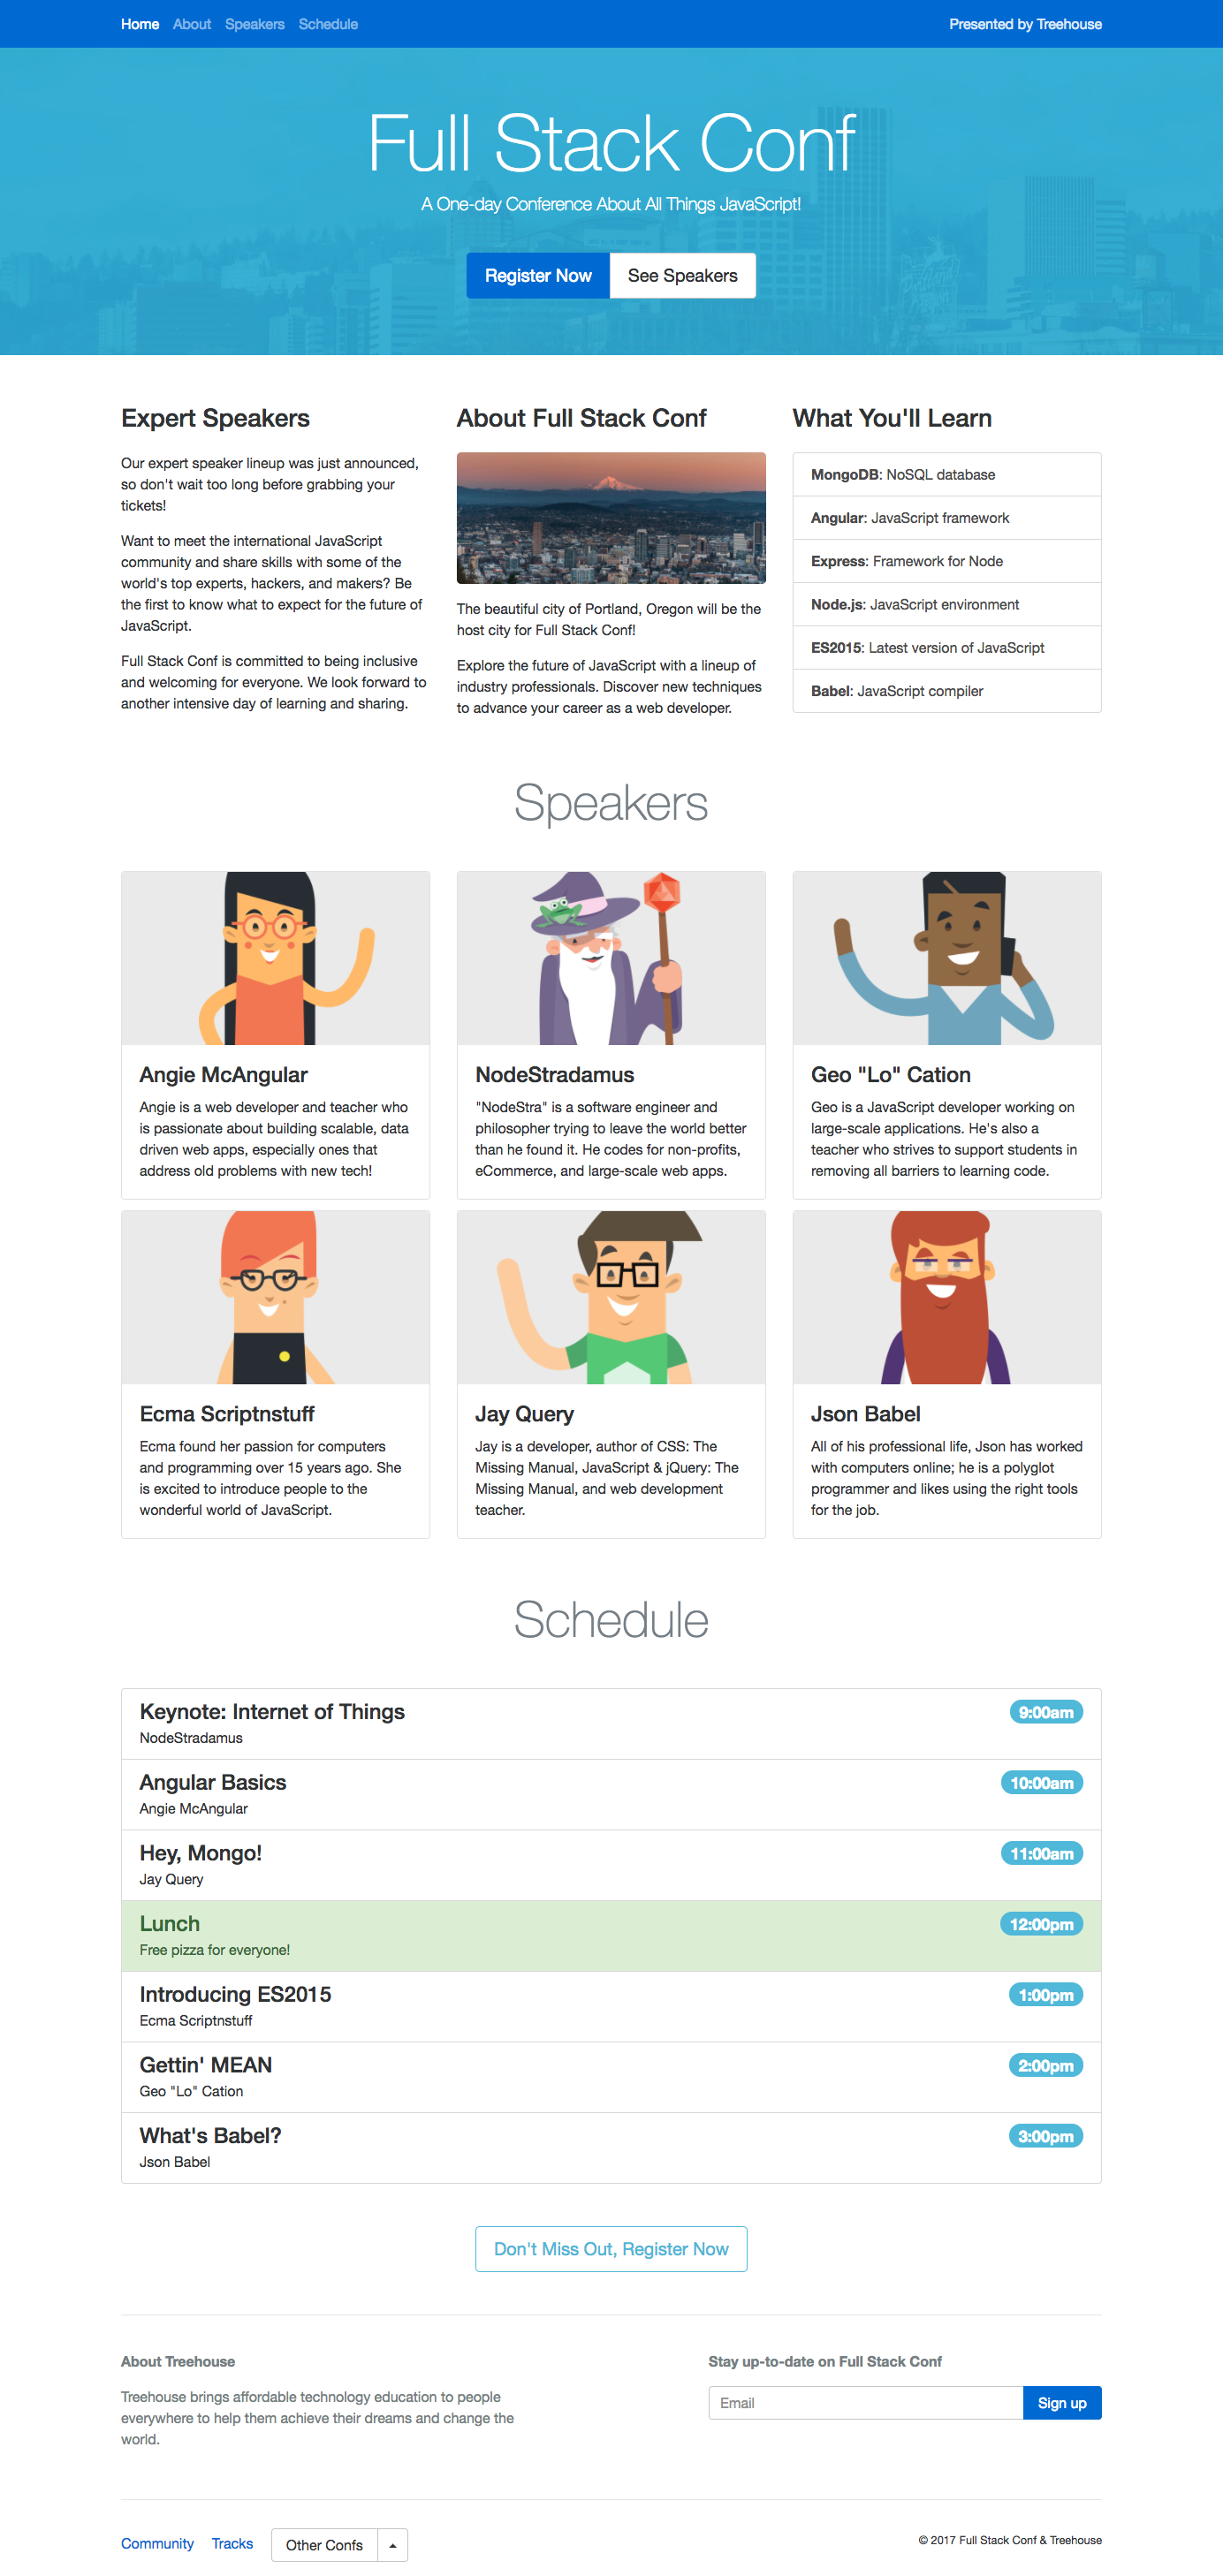 Home About Speakers Schedule Presented by Treehouse
Full Stack Conf
A One-day Conference About All Things JavaScript!
Register Now See Speakers
Expert Speakers
Our expert speaker lineup was just announced,
so don't wait too long before grabbing your
tickets!
Want to meet the international JavaScript
community and share skills with some of the
world's top experts, hackers, and makers? Be
the first to know what to expect for the future of
JavaScript.
Full Stack Conf is committed to being inclusive
and welcoming for everyone. We look forward to
another intensive day of learning and sharing.
About Full Stack Conf
The beautiful city of Portland, Oregon will be the
host city for Full Stack Conf!
Explore the future of JavaScript with a lineup of
industry professionals. Discover new techniques
to advance your career as a web developer.
What You'll Learn
MongoDB: NoSQL database
Angular: JavaScript framework
Express: Framework for Node
Node.js: JavaScript environment
ES2015: Latest version of JavaScript
Babel: JavaScript compiler
Speakers
Angie McAngular
Angie is a web developer and teacher who
is passionate about building scalable, data
driven web apps, especially ones that
address old problems with new tech!
NodeStradamus
"NodeStra" is a software engineer and
philosopher trying to leave the world better
than he found it. He codes for non-profits,
eCommerce, and large-scale web apps.
Geo "Lo" Cation
Geo is a JavaScript developer working on
large-scale applications. He's also a
teacher who strives to support students in
removing all barriers to learning code.
Ecma Scriptnstuff
Ecma found her passion for computers
and programming over 15 years ago. She
is excited to introduce people to the
wonderful world of JavaScript.
Jay Query
Jay is a developer, author of CSS: The
Missing Manual, JavaScript & jQuery: The
Missing Manual, and web development
teacher.
Json Babel
All of his professional life, Json has worked
with computers online; he is a polyglot
programmer and likes using the right tools
for the job.
Schedule
Keynote: Internet of Things 9:00am
NodeStradamus
Angular Basics 10:00am
Angie McAngular
Hey, Mongo! 11:00am
Jay Query
Lunch 12:00pm
Free pizza for everyone!
Introducing ES2015 1:00pm
Ecma Scriptnstuff
Gettin' MEAN 2:00pm
Geo "Lo" Cation
What's Babel? 3:00pm
Json Babel
Don't Miss Out, Register Now
About Treehouse
Treehouse brings affordable technology education to people
everywhere to help them achieve their dreams and change the
world.
Stay up-to-date on Full Stack Conf
Email Sign up
Community Tracks Other Confs © 2017 Full Stack Conf & Treehouse